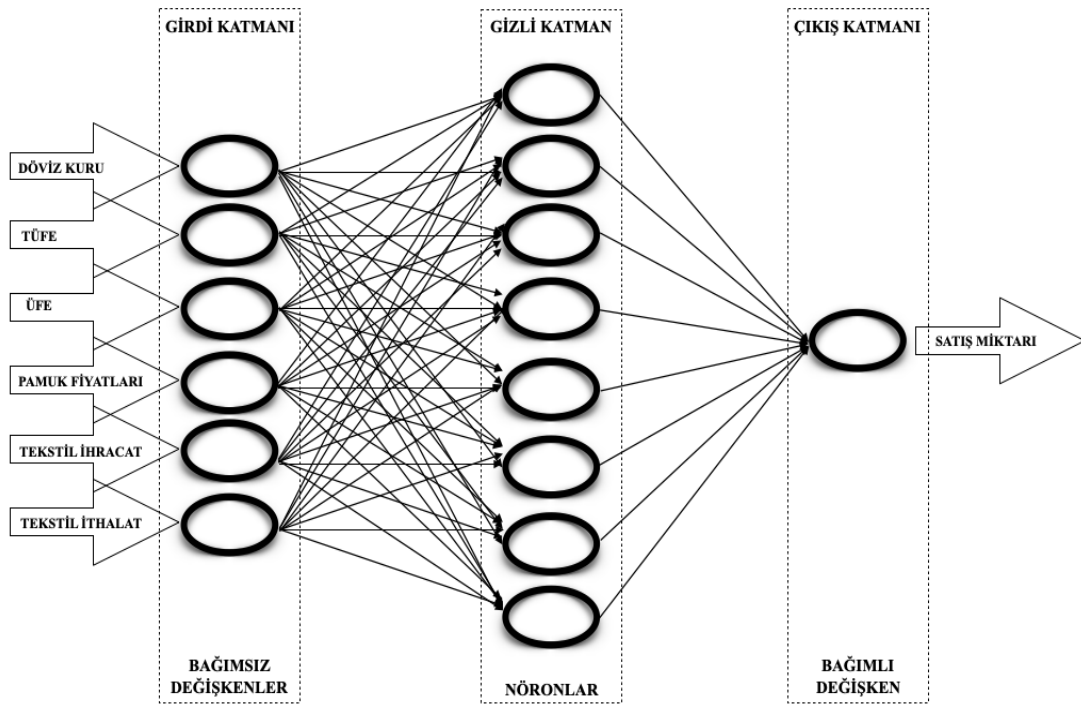 GİRDİ KATMANI
GİZLİ KATMAN
ÇIKIŞ KATMANI
DÖVİZ KURU
TÜFE
ÜFE
PAMUK FİYATLARI
TEKSTİL İHRACAT
TEKSTİL İTHALAT
SATIŞ MİKTARI
BAĞIMSIZ
DEĞİŞKENLER
NÖRONLAR
BAĞIMLI
DEĞİŞKEN